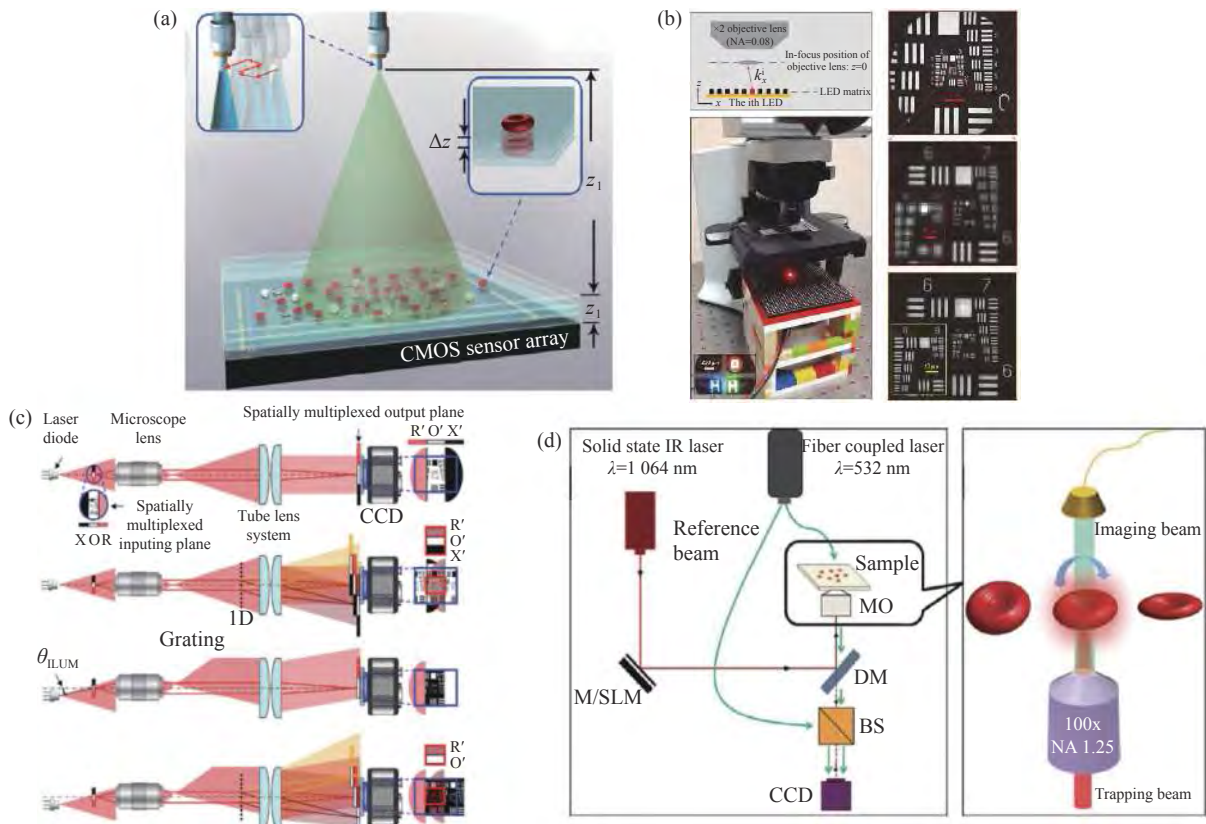 (a)
Δz
z₁
z₁
CMOS sensor array
(b)
×2 objective lens
(NA=0.08)
In-focus position of
objective lens: z=0
kₓⁱ
z
x
The ith LED
LED matrix
H
H
6 7
6
8 9
6 7
6
(c)
Laser
diode
Microscope
lens
Spatially multiplexed output plane
R′ O′ X′
Spatially
multiplexed
inputing plane
X O R
Tube lens
system
CCD
R′
O′
X′
1D
Grating
θILUM
R′
O′
(d)
Solid state IR laser
λ=1 064 nm
Fiber coupled laser
λ=532 nm
Reference
beam
Sample
MO
M/SLM
DM
BS
CCD
Imaging beam
100x
NA 1.25
Trapping beam